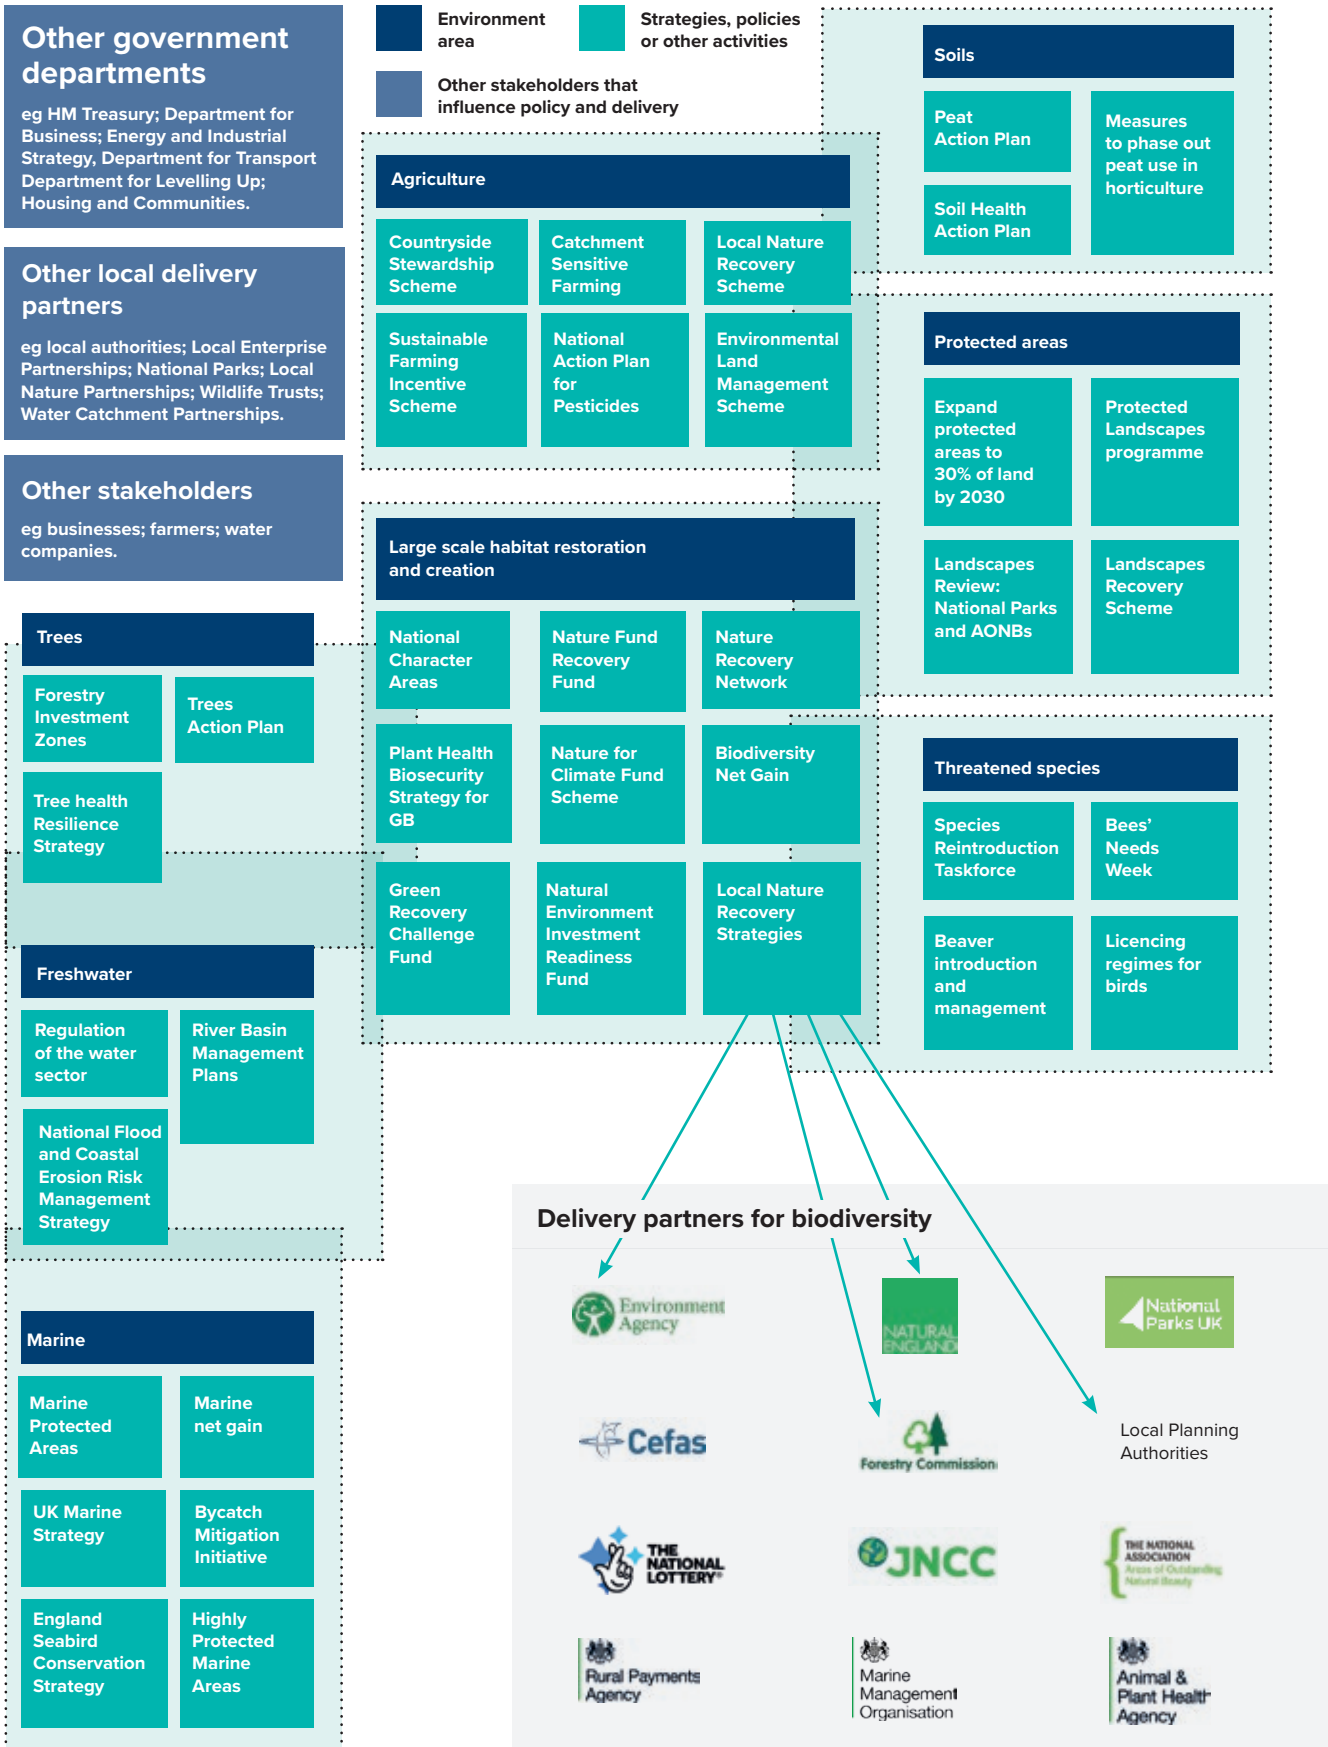 Other government
departments
eg HM Treasury; Department for
Business; Energy and Industrial
Strategy, Department for Transport
Department for Levelling Up;
Housing and Communities.
Other local delivery
partners
eg local authorities; Local Enterprise
Partnerships; National Parks; Local
Nature Partnerships; Wildlife Trusts;
Water Catchment Partnerships.
Other stakeholders
eg businesses; farmers; water
companies.
Environment
area
Strategies, policies
or other activities
Other stakeholders that
influence policy and delivery
Agriculture
Countryside
Stewardship
Scheme
Catchment
Sensitive
Farming
Local Nature
Recovery
Scheme
Sustainable
Farming
Incentive
Scheme
National
Action Plan
for
Pesticides
Environmental
Land
Management
Scheme
Soils
Peat
Action Plan
Measures
to phase out
peat use in
horticulture
Soil Health
Action Plan
Protected areas
Expand
protected
areas to
30% of land
by 2030
Protected
Landscapes
programme
Landscapes
Review:
National Parks
and AONBs
Landscapes
Recovery
Scheme
Large scale habitat restoration
and creation
National
Character
Areas
Nature Fund
Recovery
Fund
Nature
Recovery
Network
Plant Health
Biosecurity
Strategy for
GB
Nature for
Climate Fund
Scheme
Biodiversity
Net Gain
Green
Recovery
Challenge
Fund
Natural
Environment
Investment
Readiness
Fund
Local Nature
Recovery
Strategies
Threatened species
Species
Reintroduction
Taskforce
Bees’
Needs
Week
Beaver
introduction
and
management
Licencing
regimes for
birds
Trees
Forestry
Investment
Zones
Trees
Action Plan
Tree health
Resilience
Strategy
Freshwater
Regulation
of the water
sector
River Basin
Management
Plans
National Flood
and Coastal
Erosion Risk
Management
Strategy
Marine
Marine
Protected
Areas
Marine
net gain
UK Marine
Strategy
Bycatch
Mitigation
Initiative
England
Seabird
Conservation
Strategy
Highly
Protected
Marine
Areas
Delivery partners for biodiversity
Environment
Agency
NATURAL
ENGLAND
National
Parks UK
Cefas
Forestry Commission
Local Planning
Authorities
THE
NATIONAL
LOTTERY®
JNCC
THE NATIONAL
ASSOCIATION
Areas of Outstanding
Natural Beauty
Rural Payments
Agency
Marine
Management
Organisation
Animal &
Plant Health
Agency